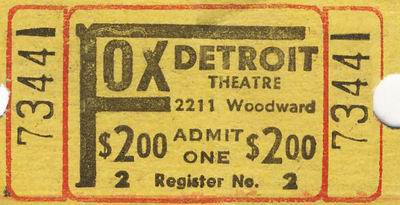 73441
FOX DETROIT
THEATRE
2211 Woodward
$2.00 ADMIT ONE $2.00
2 Register No. 2
73441